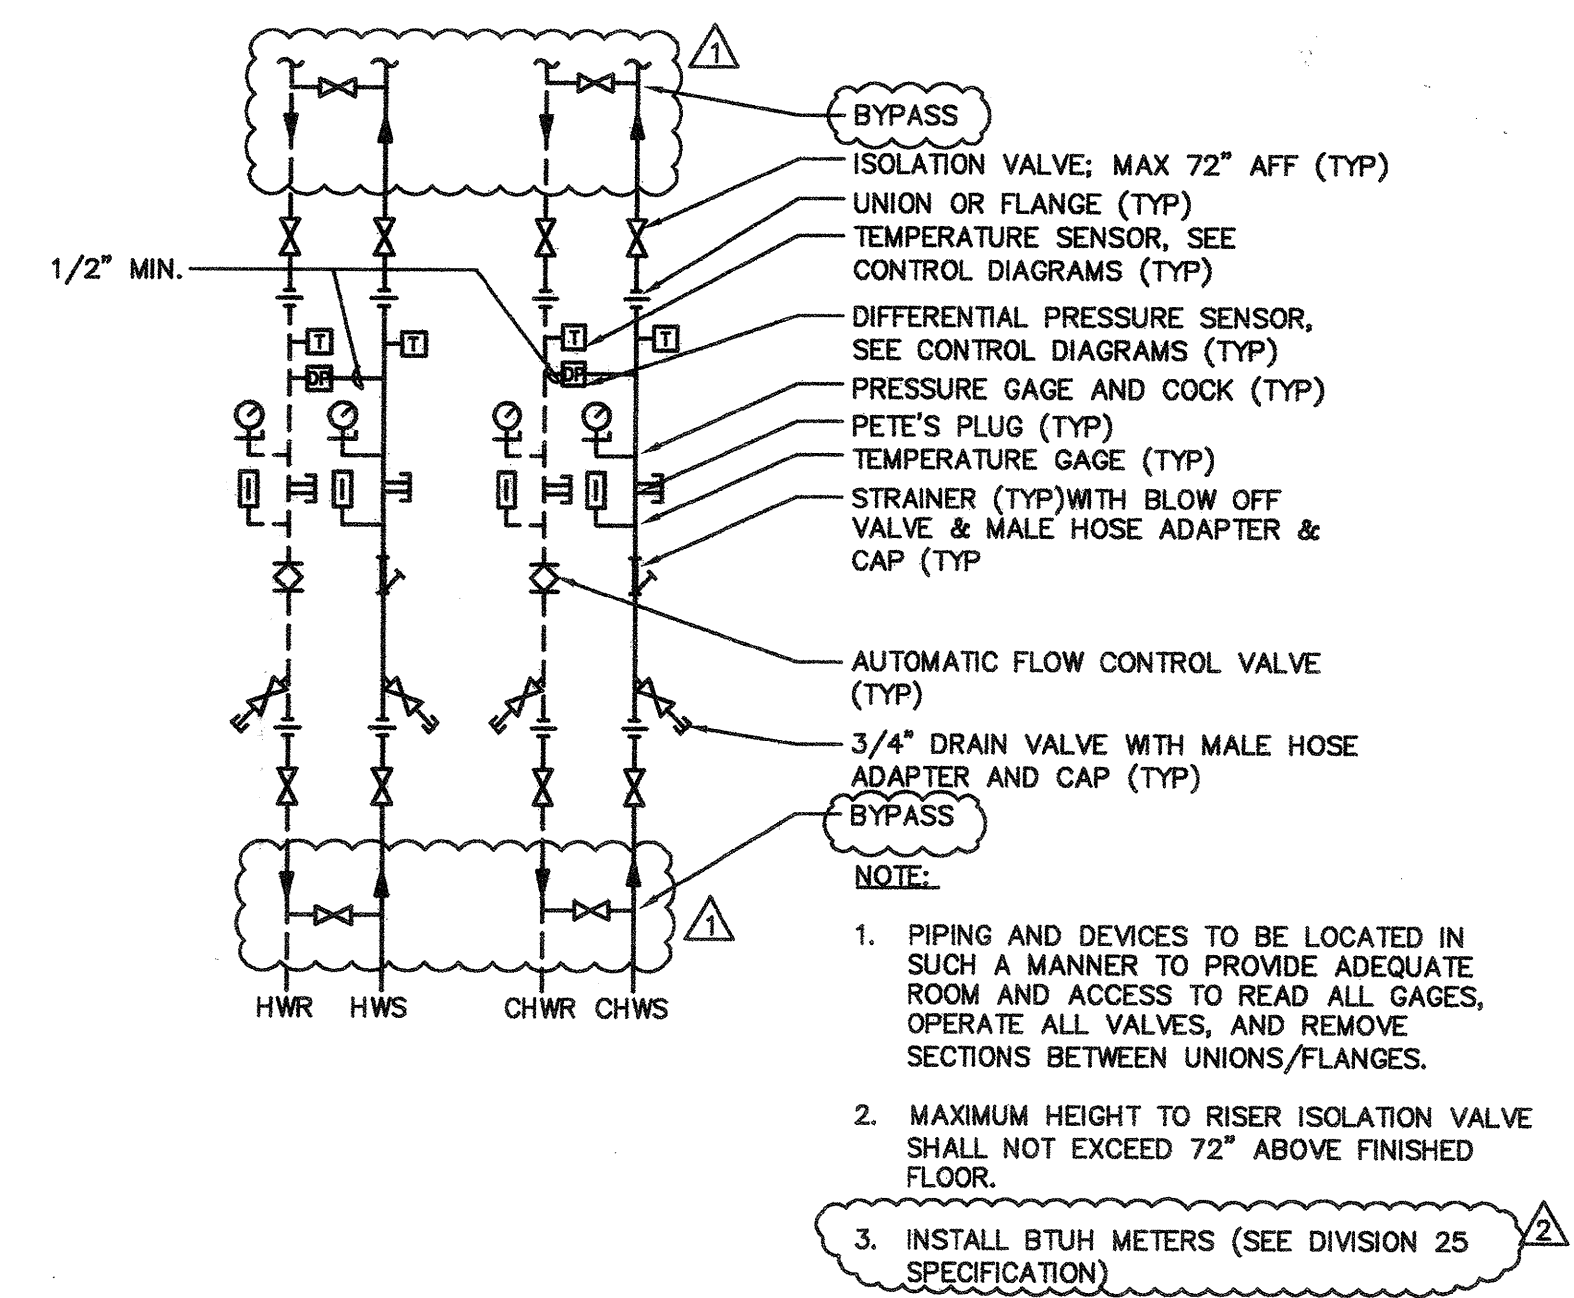 1
BYPASS
ISOLATION VALVE; MAX 72" AFF (TYP)
UNION OR FLANGE (TYP)
TEMPERATURE SENSOR, SEE
CONTROL DIAGRAMS (TYP)
1/2" MIN.
DIFFERENTIAL PRESSURE SENSOR,
SEE CONTROL DIAGRAMS (TYP)
T
T
T
T
DP
DP
PRESSURE GAGE AND COCK (TYP)
PETE'S PLUG (TYP)
TEMPERATURE GAGE (TYP)
STRAINER (TYP)WITH BLOW OFF
VALVE & MALE HOSE ADAPTER &
CAP (TYP
AUTOMATIC FLOW CONTROL VALVE
(TYP)
3/4" DRAIN VALVE WITH MALE HOSE
ADAPTER AND CAP (TYP)
BYPASS
1
HWR
HWS
CHWR
CHWS
NOTE:
1. PIPING AND DEVICES TO BE LOCATED IN
SUCH A MANNER TO PROVIDE ADEQUATE
ROOM AND ACCESS TO READ ALL GAGES,
OPERATE ALL VALVES, AND REMOVE
SECTIONS BETWEEN UNIONS/FLANGES.
2. MAXIMUM HEIGHT TO RISER ISOLATION VALVE
SHALL NOT EXCEED 72" ABOVE FINISHED
FLOOR.
3. INSTALL BTUH METERS (SEE DIVISION 25
SPECIFICATION)
2